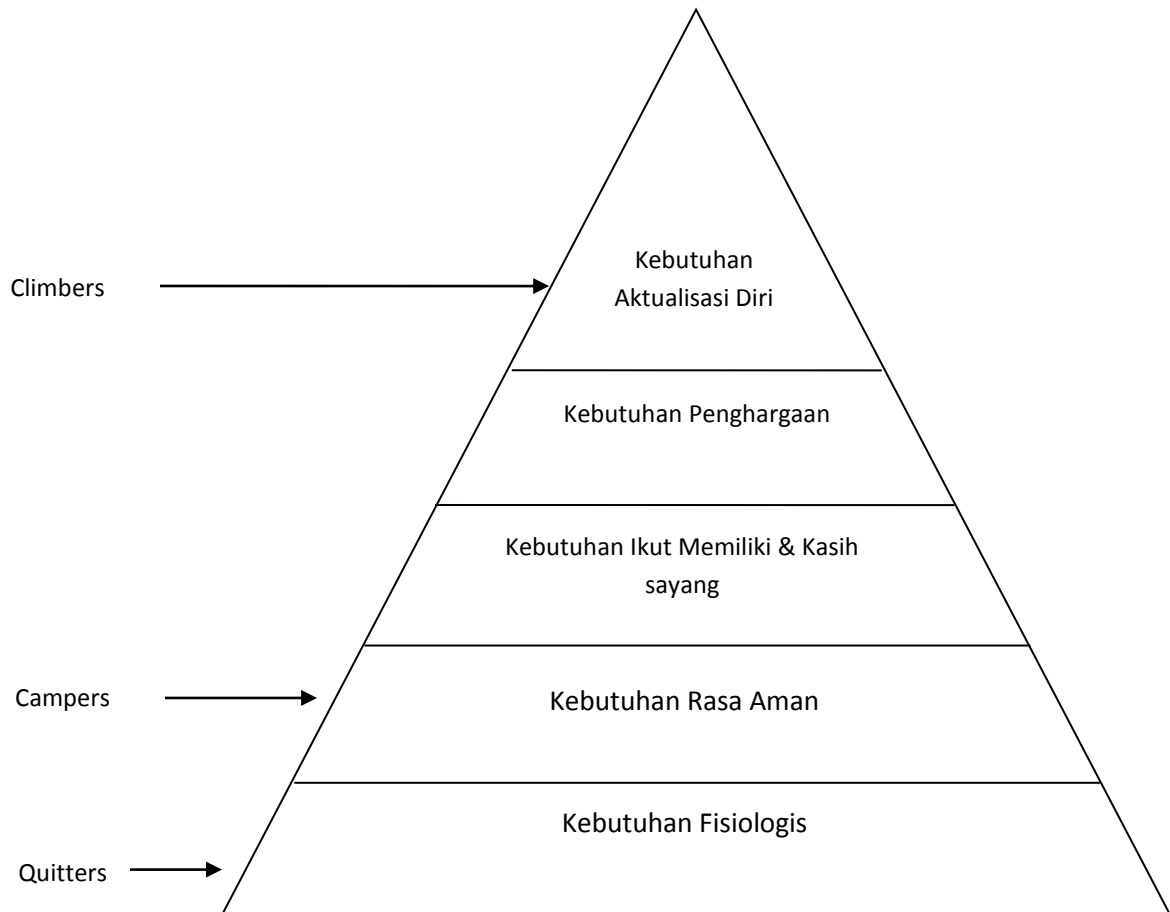 Kebutuhan
Aktualisasi Diri
Climbers
Kebutuhan Penghargaan
Kebutuhan Ikut Memiliki & Kasih
sayang
Campers
Kebutuhan Rasa Aman
Kebutuhan Fisiologis
Quitters